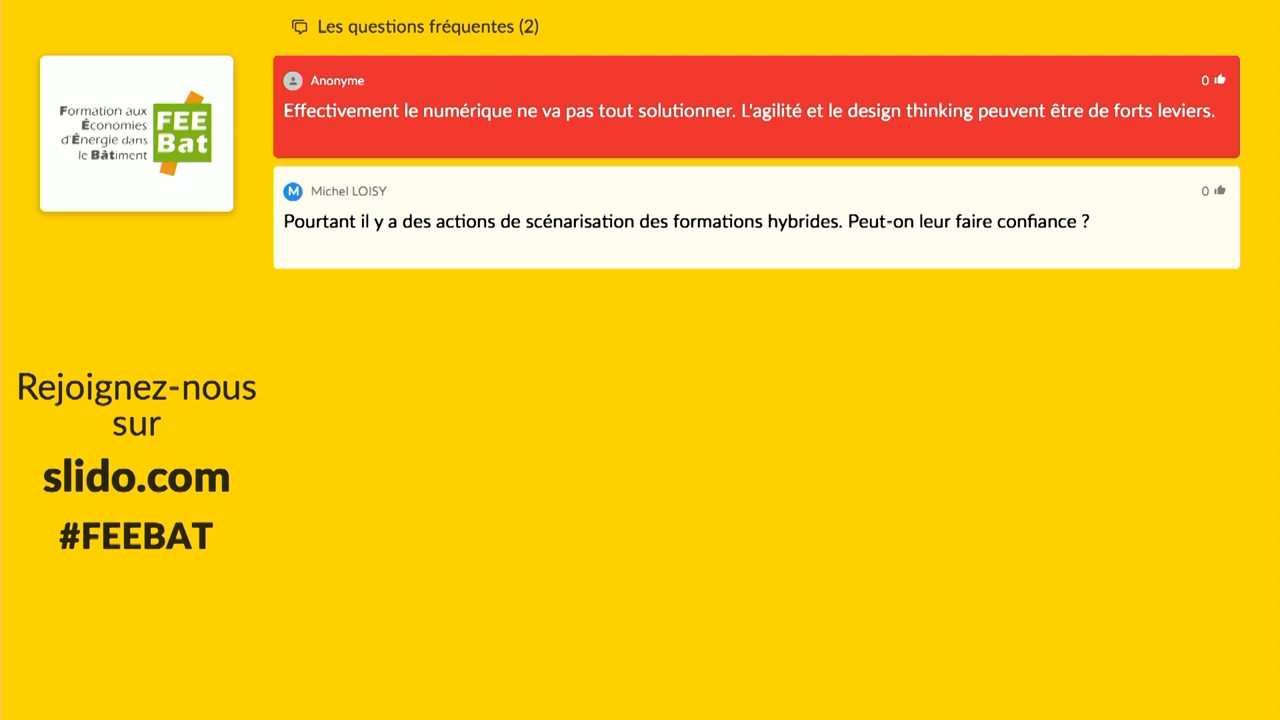 Les questions fréquentes (2)
Formation aux
Économies
d'Énergie dans
le Bâtiment
FEE
Bat
Anonyme
0
Effectivement le numérique ne va pas tout solutionner. L'agilité et le design thinking peuvent être de forts leviers.
M
Michel LOISY
0
Pourtant il y a des actions de scénarisation des formations hybrides. Peut-on leur faire confiance ?
Rejoignez-nous
sur
slido.com
#FEEBAT